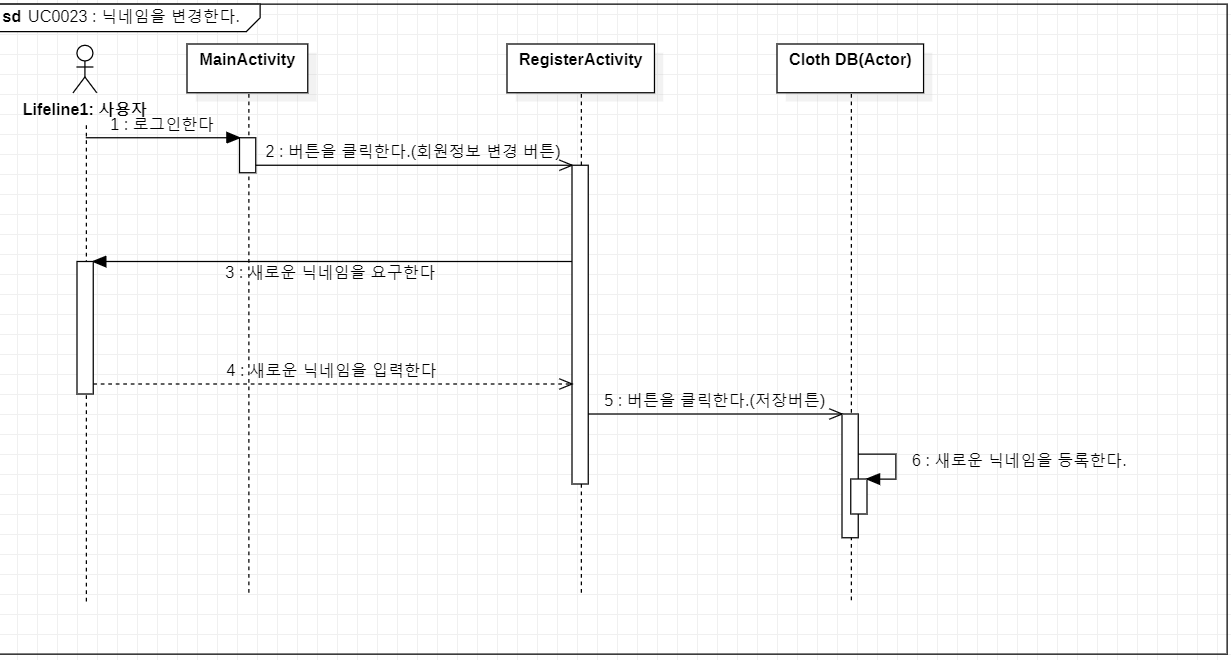 sd UC0023 : 닉네임을 변경한다.
MainActivity
RegisterActivity
Cloth DB(Actor)
Lifeline1: 사용자
1 : 로그인한다
2 : 버튼을 클릭한다.(회원정보 변경 버튼)
3 : 새로운 닉네임을 요구한다
4 : 새로운 닉네임을 입력한다
5 : 버튼을 클릭한다.(저장버튼)
6 : 새로운 닉네임을 등록한다.